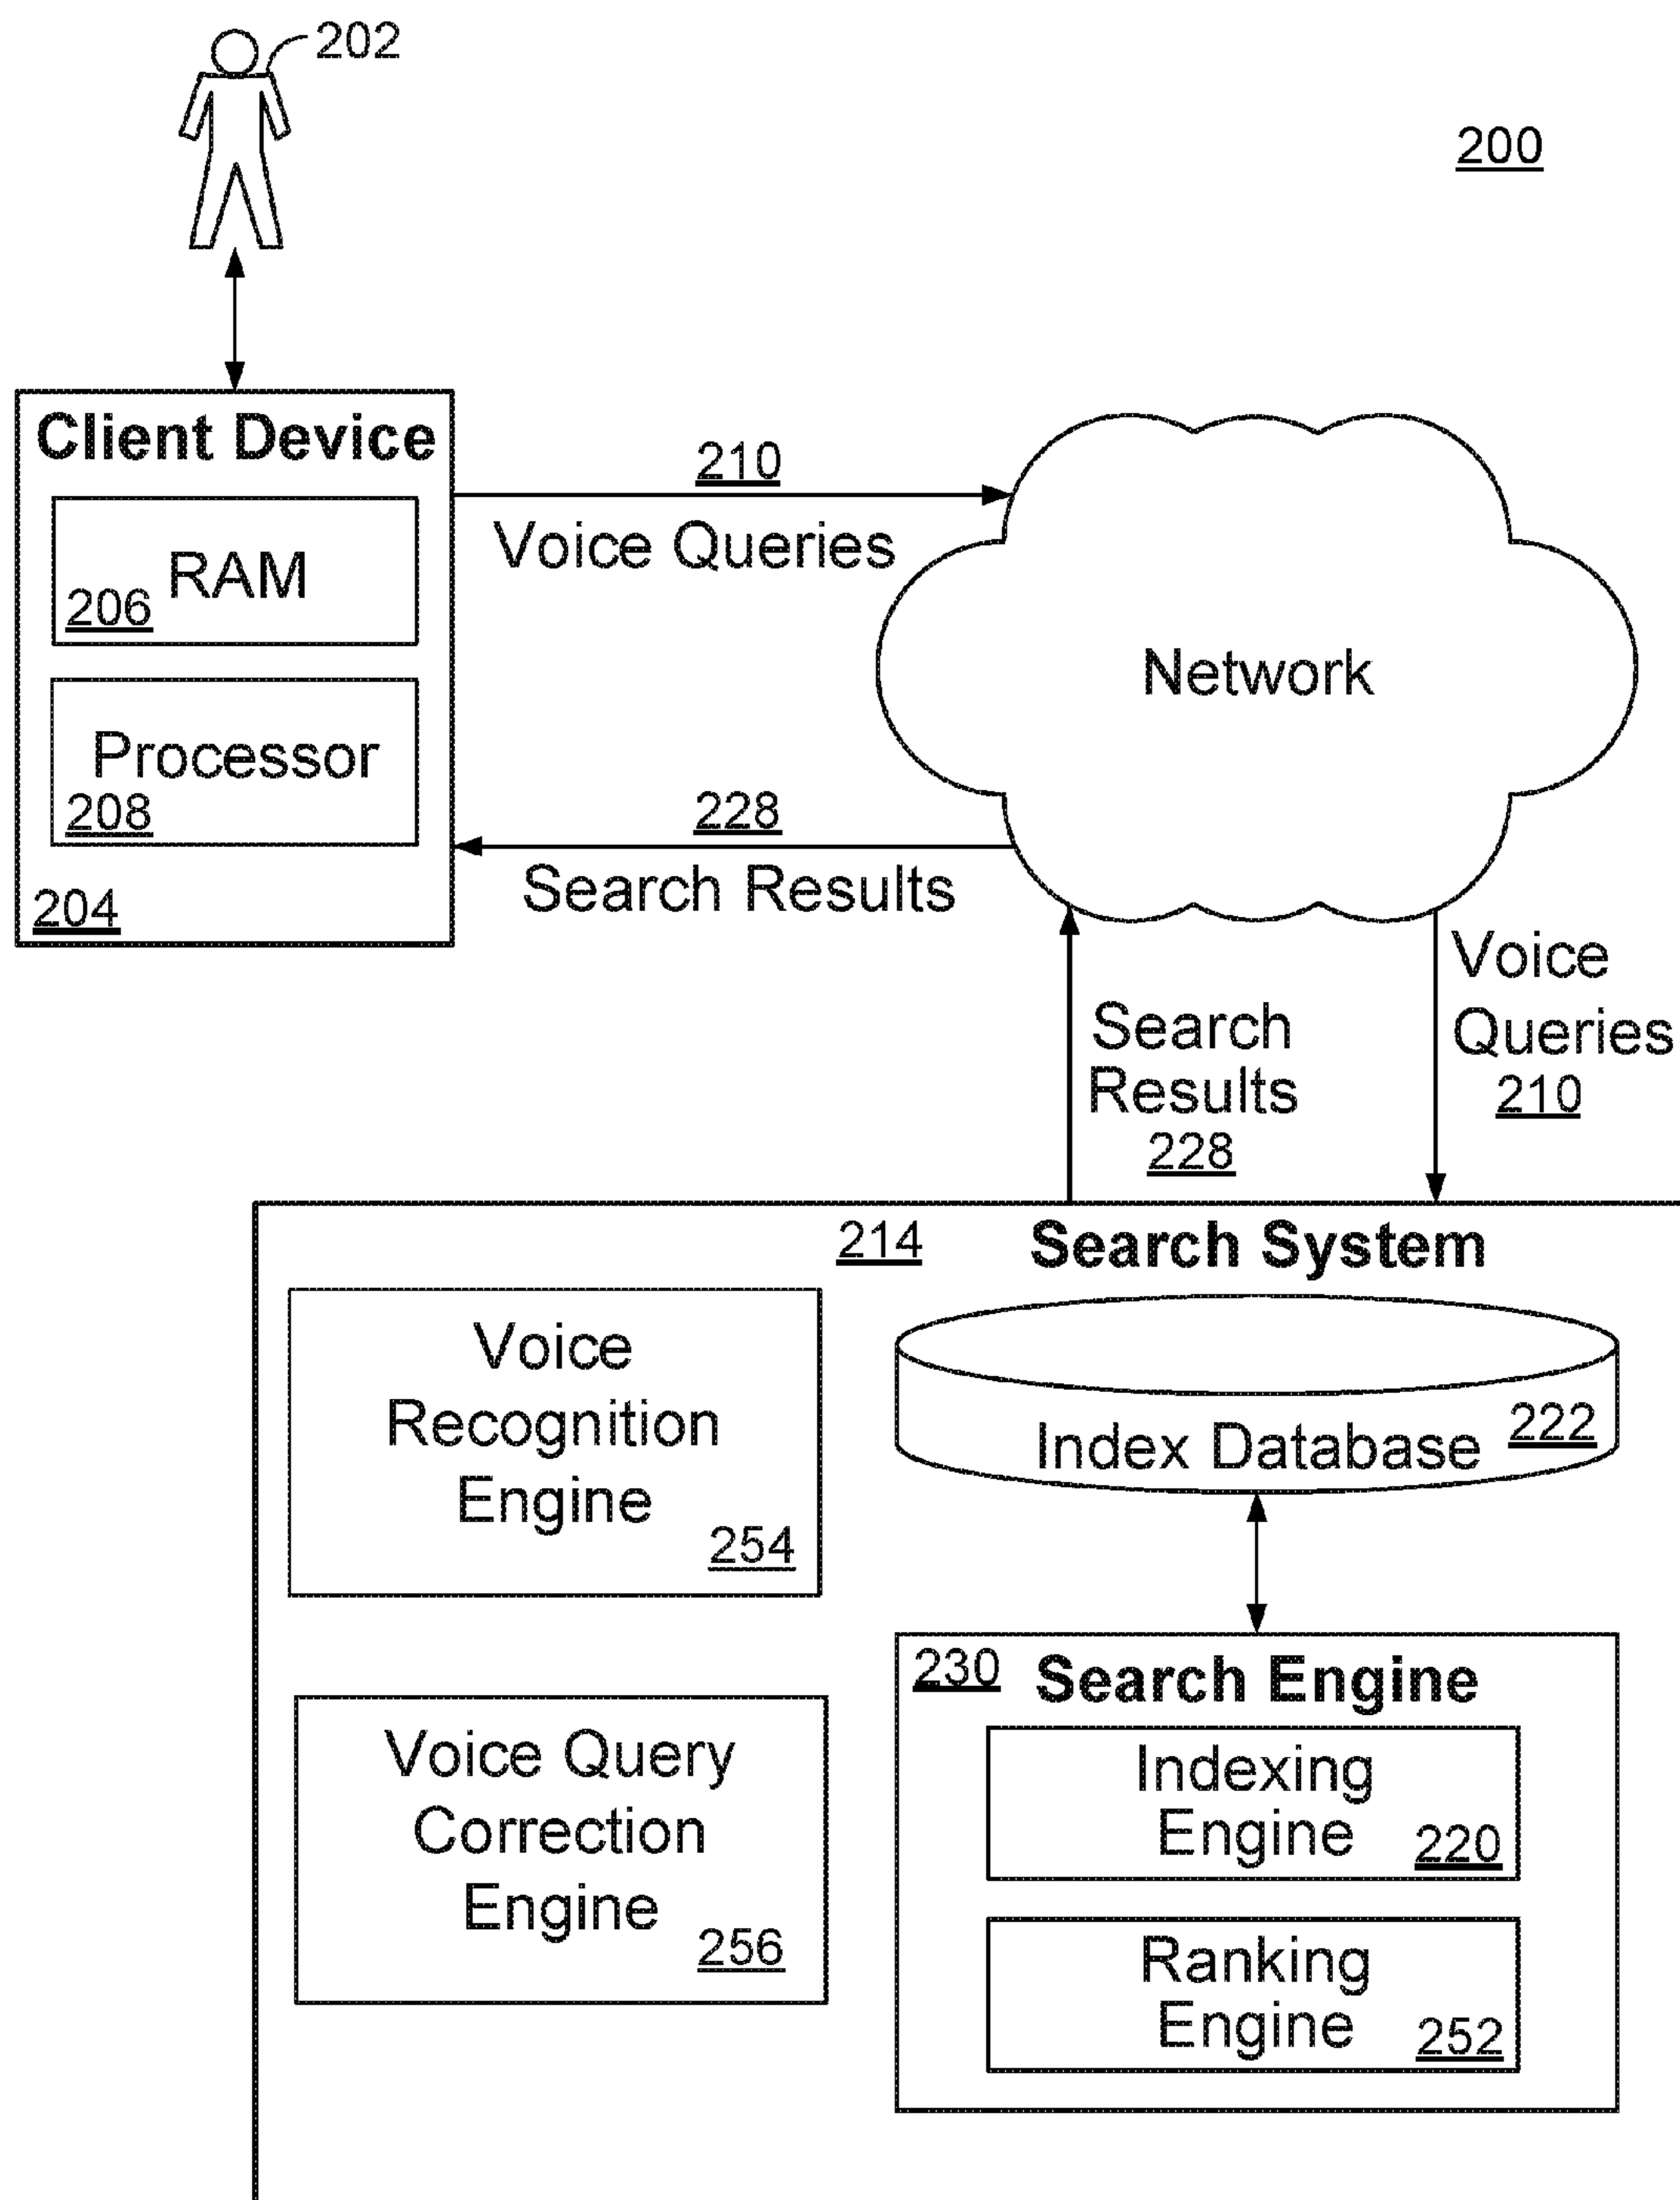 202
200
Client Device
RAM
206
Processor
208
204
210
Voice Queries
228
Search Results
Network
Search
Results
228
Voice
Queries
210
214
Search System
Voice
Recognition
Engine
254
Index Database
222
Voice Query
Correction
Engine
256
230
Search Engine
Indexing
Engine
220
Ranking
Engine
252